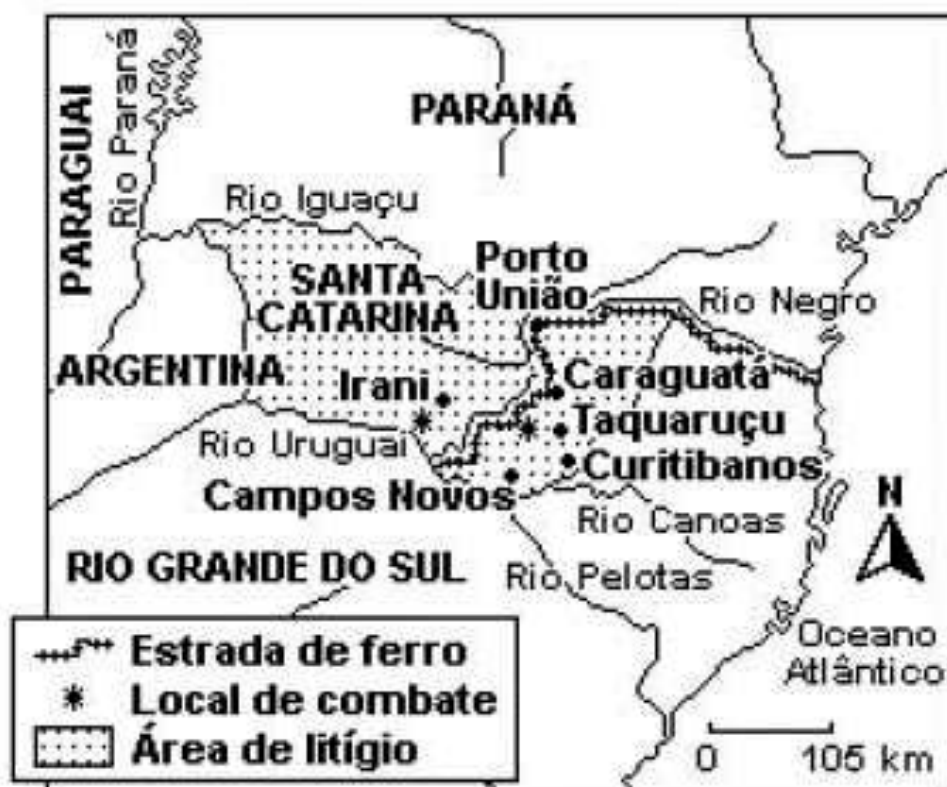 PARAGUAI
Rio Paraná
PARANÁ
Rio Iguaçu
SANTA
CATARINA
Porto
União
Rio Negro
ARGENTINA
Irani
Caraguatá
Taquaruçu
Rio Uruguai
Curitibanos
Campos Novos
Rio Canoas
N
RIO GRANDE DO SUL
Rio Pelotas
Oceano
Atlântico
0 105 km
Estrada de ferro
Local de combate
Área de litígio